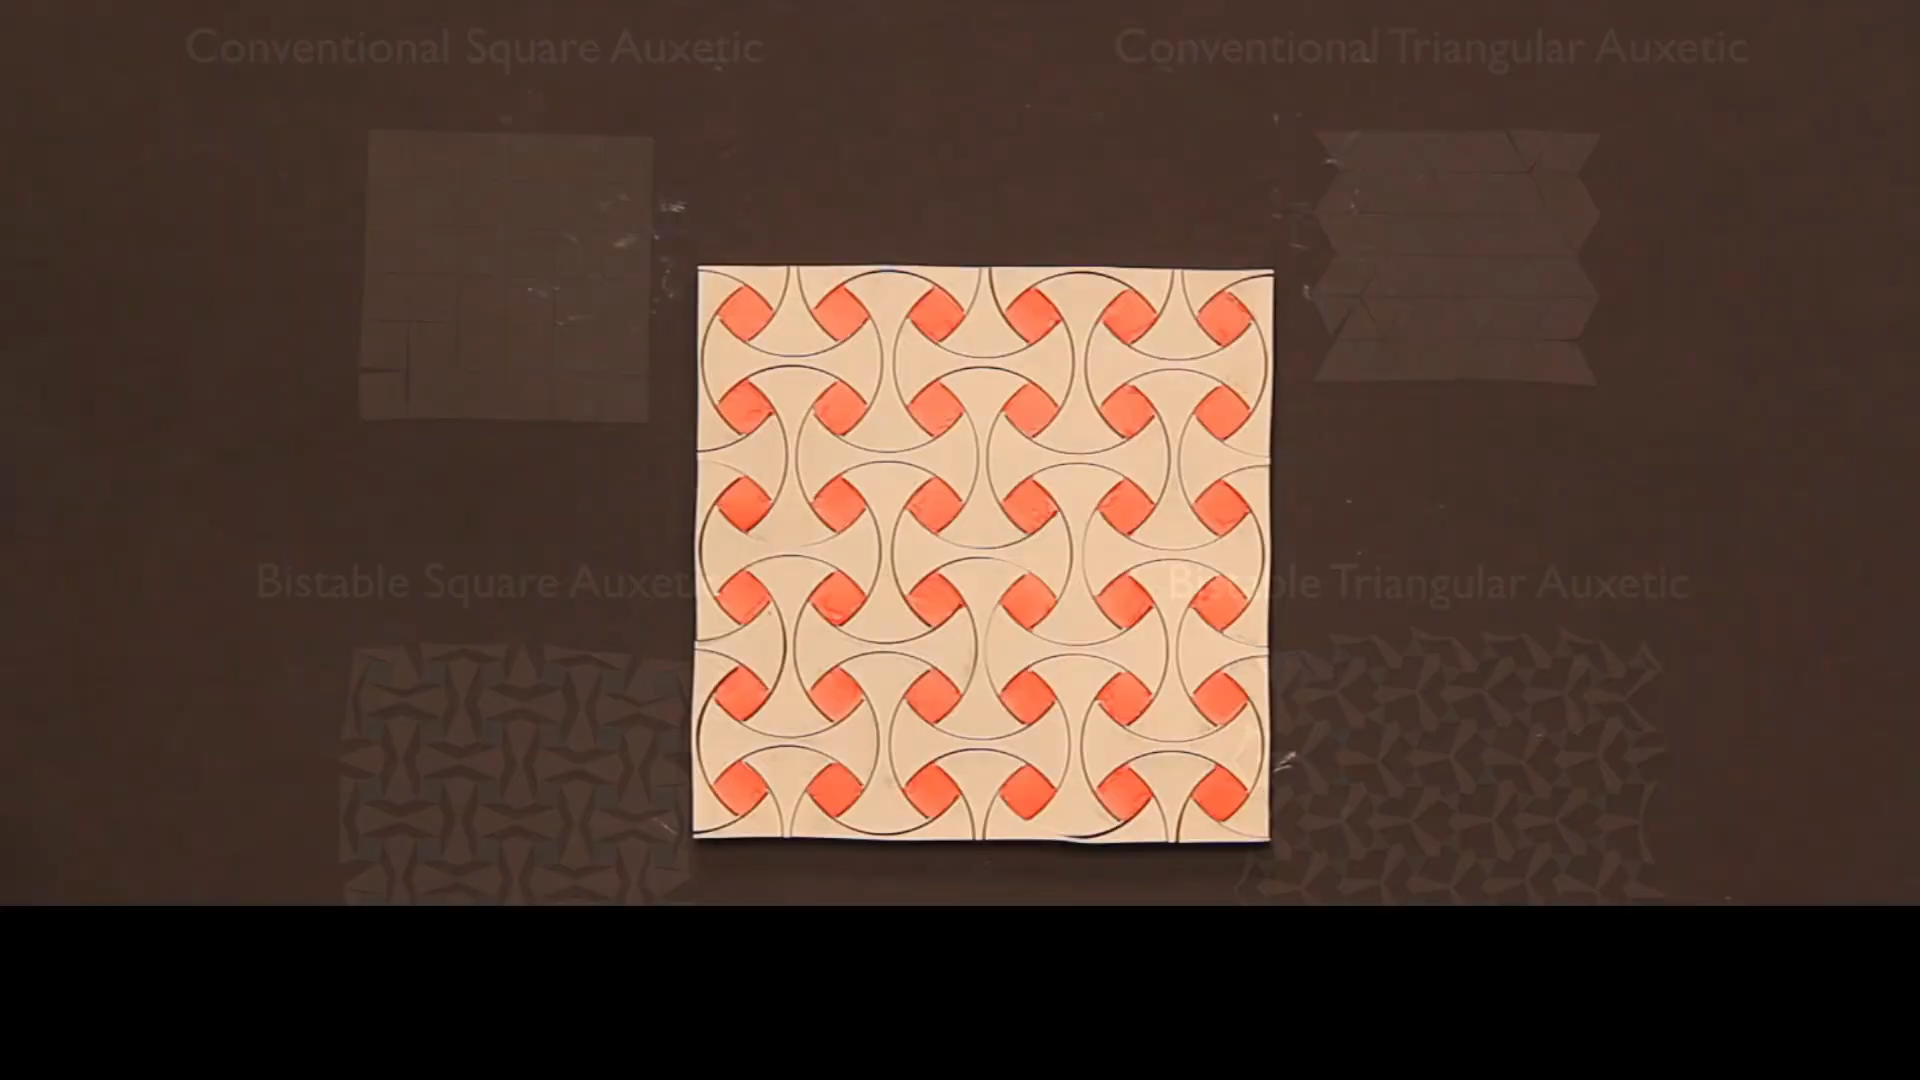 Conventional Square Auxetic
Conventional Triangular Auxetic
Bistable Square Auxetic
Bistable Triangular Auxetic